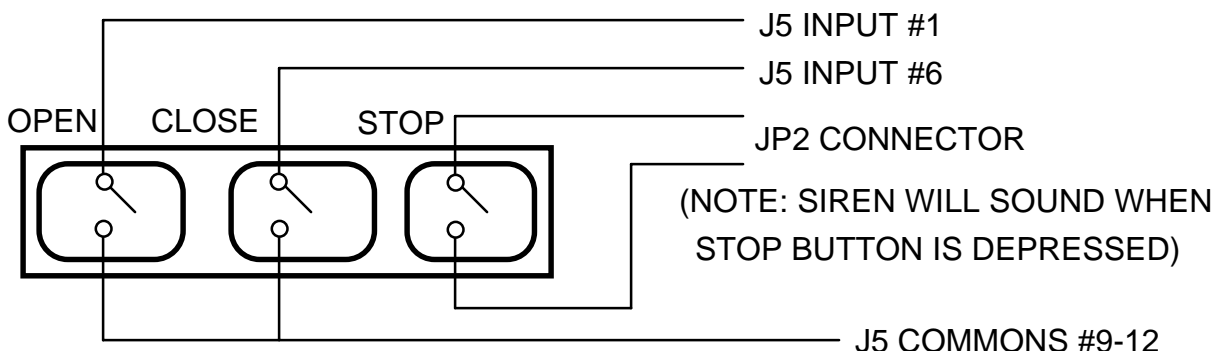 J5 INPUT #1
J5 INPUT #6
OPEN CLOSE STOP
JP2 CONNECTOR
(NOTE: SIREN WILL SOUND WHEN
STOP BUTTON IS DEPRESSED)
J5 COMMONS #9-12